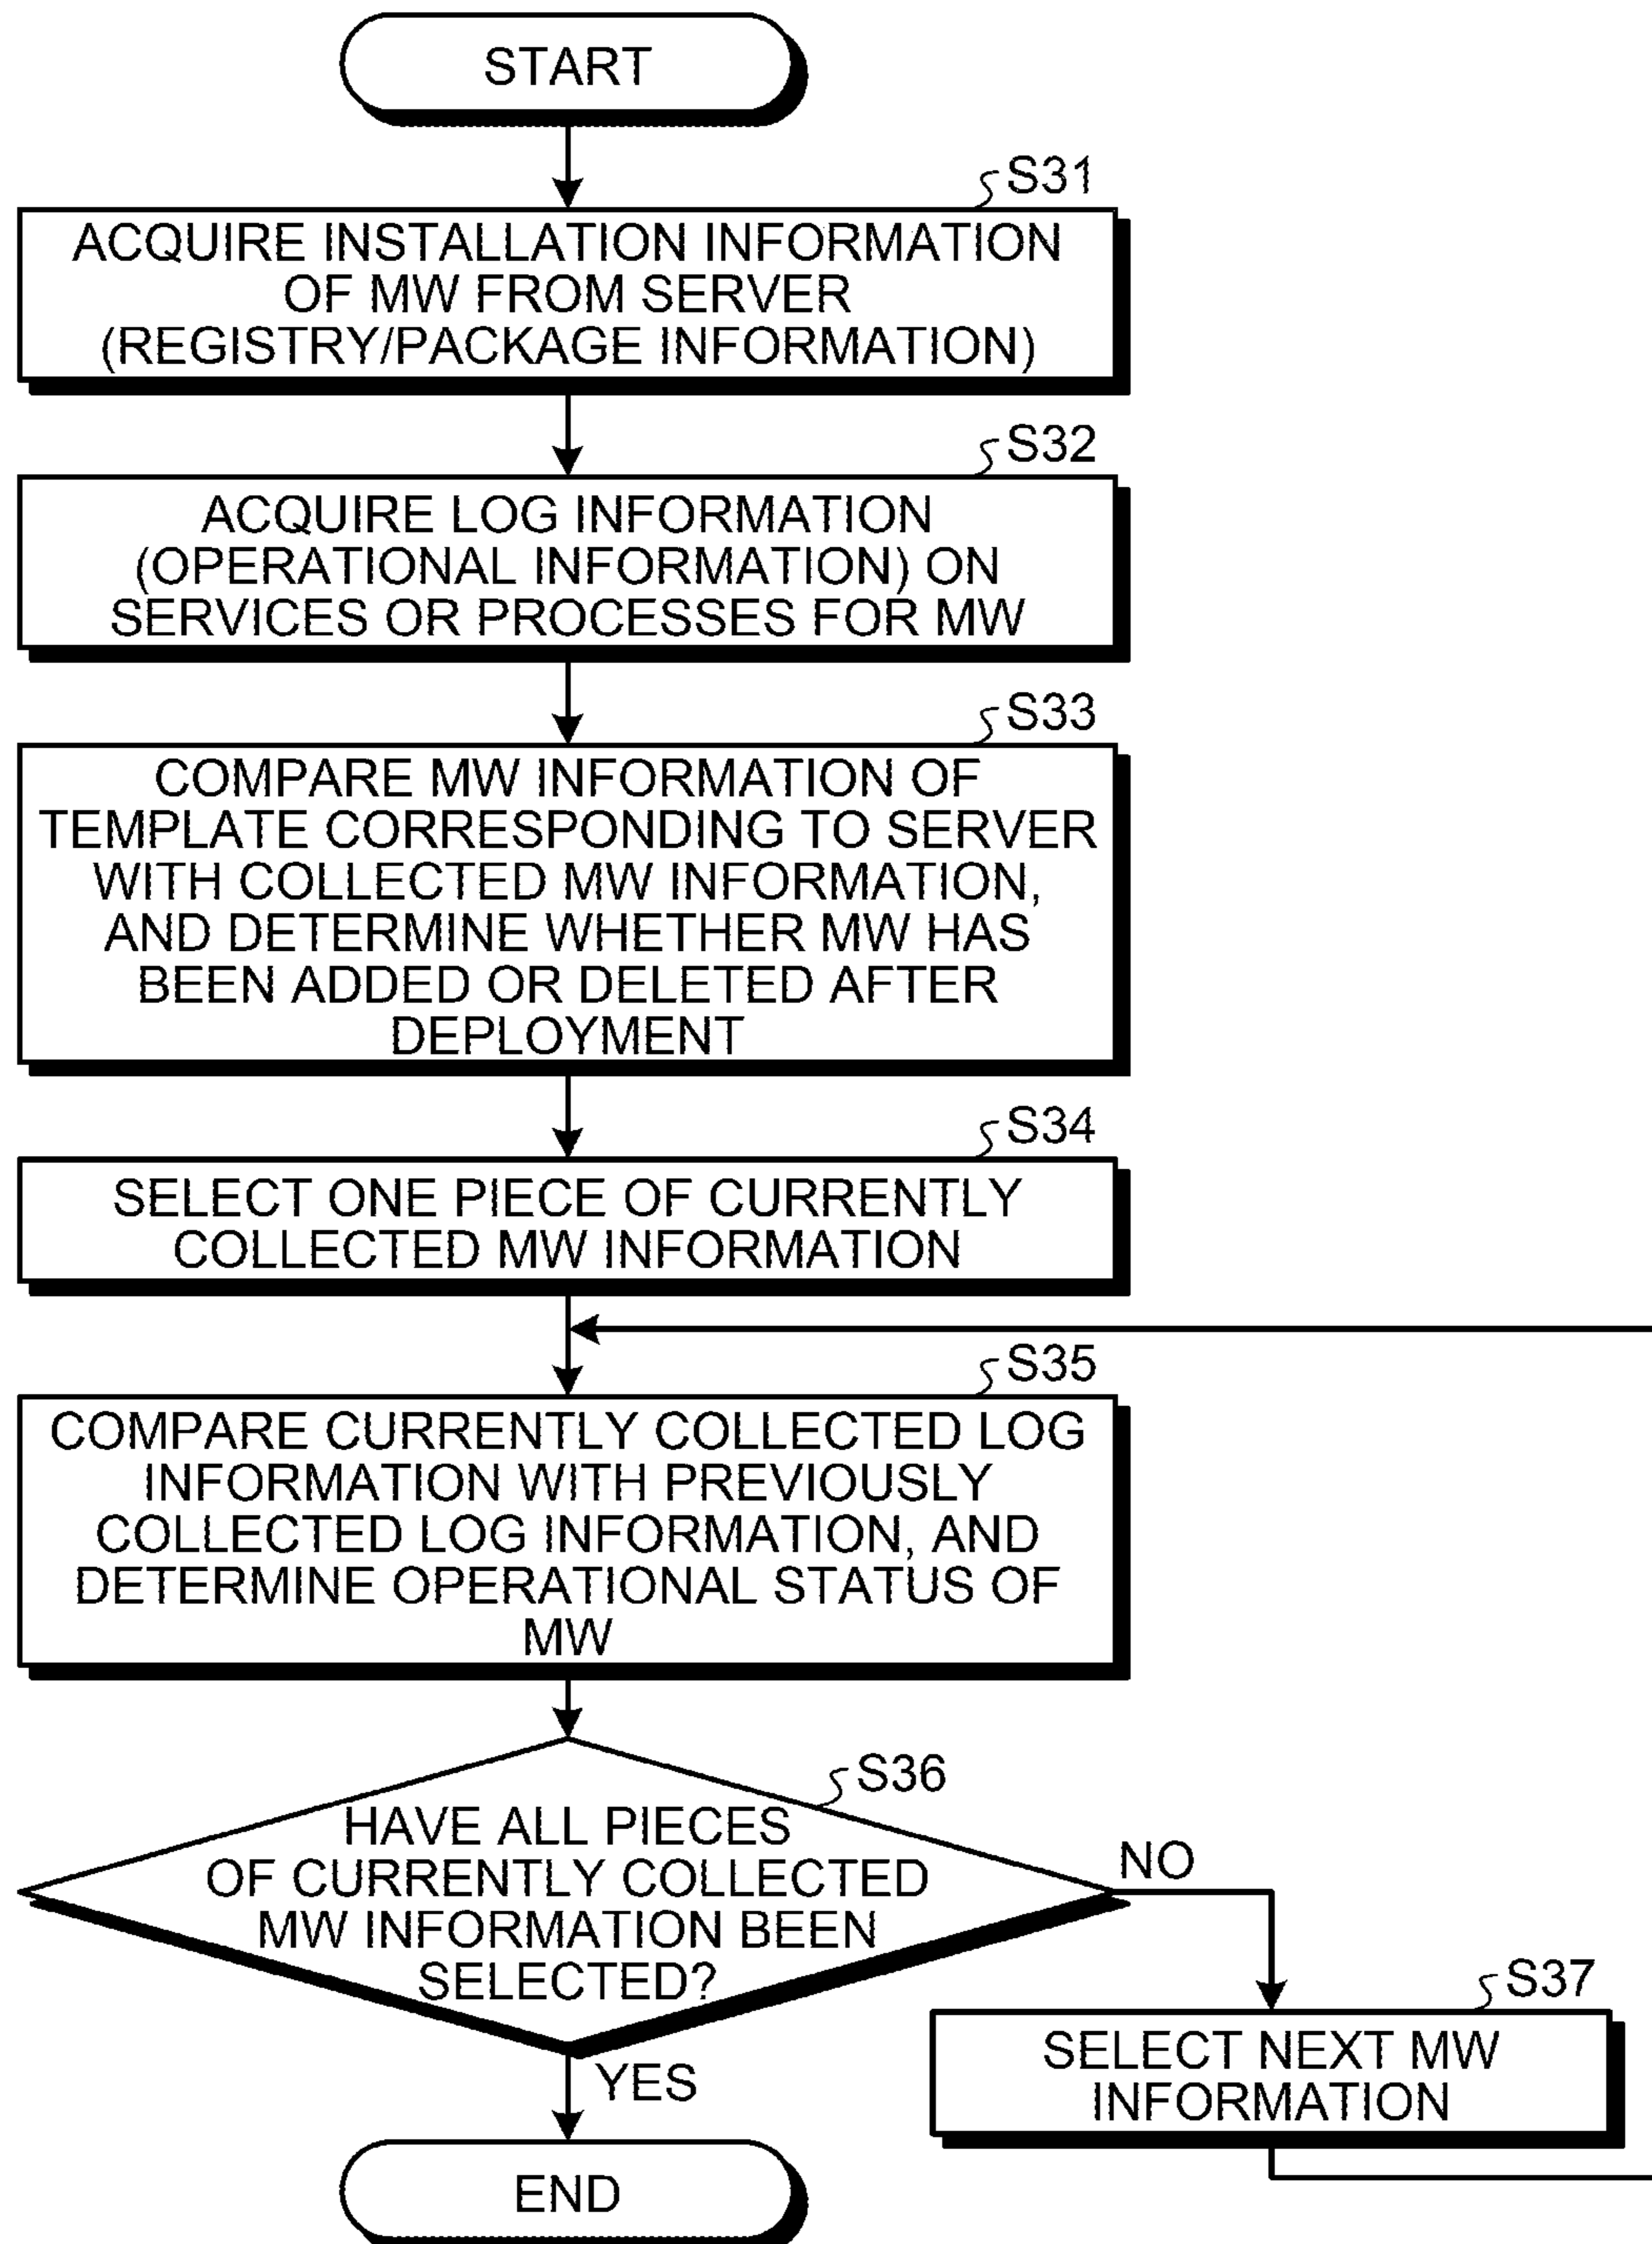 START
S31
ACQUIRE INSTALLATION INFORMATION
OF MW FROM SERVER
(REGISTRY/PACKAGE INFORMATION)
S32
ACQUIRE LOG INFORMATION
(OPERATIONAL INFORMATION) ON
SERVICES OR PROCESSES FOR MW
S33
COMPARE MW INFORMATION OF
TEMPLATE CORRESPONDING TO SERVER
WITH COLLECTED MW INFORMATION,
AND DETERMINE WHETHER MW HAS
BEEN ADDED OR DELETED AFTER
DEPLOYMENT
S34
SELECT ONE PIECE OF CURRENTLY
COLLECTED MW INFORMATION
S35
COMPARE CURRENTLY COLLECTED LOG
INFORMATION WITH PREVIOUSLY
COLLECTED LOG INFORMATION, AND
DETERMINE OPERATIONAL STATUS OF
MW
S36
HAVE ALL PIECES
OF CURRENTLY COLLECTED
MW INFORMATION BEEN
SELECTED?
NO
S37
SELECT NEXT MW
INFORMATION
YES
END